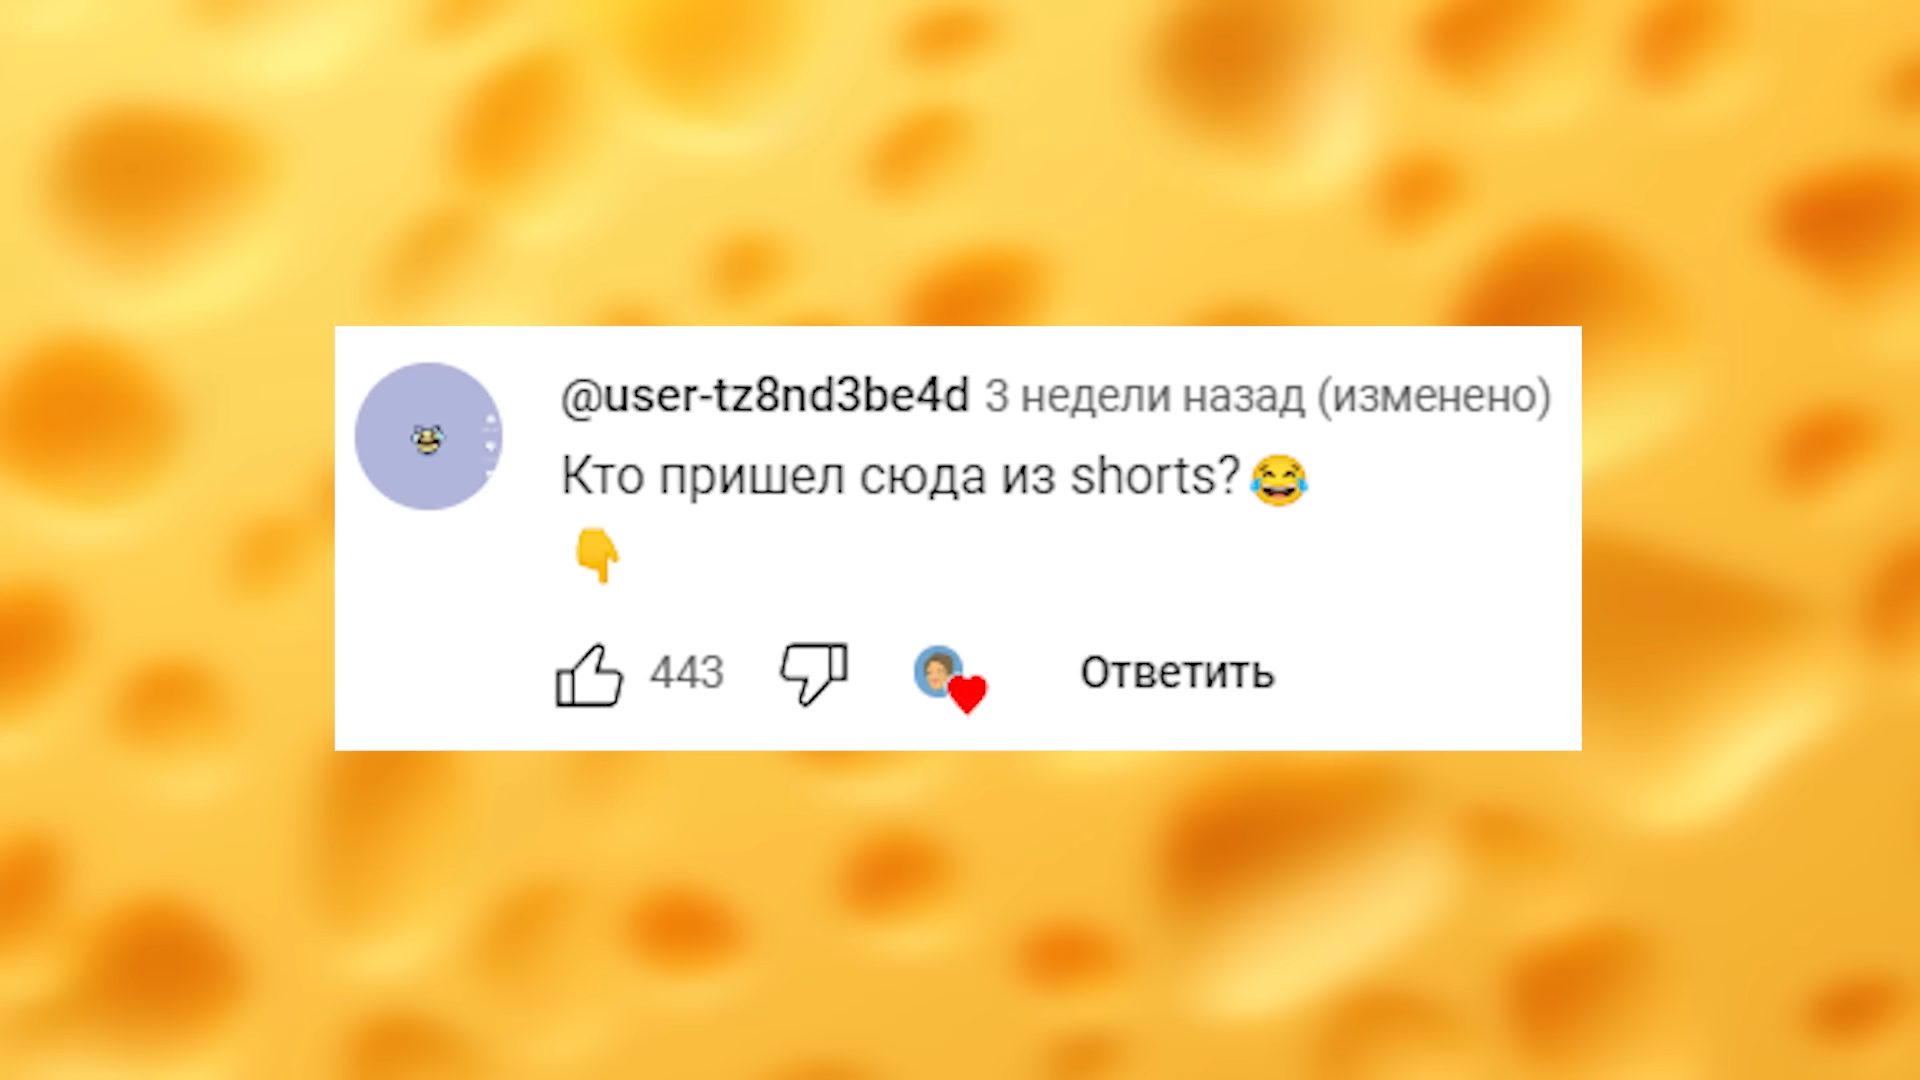 @user-tz8nd3be4d 3 недели назад (изменено)
Кто пришел сюда из shorts?😂
👇
443 Ответить